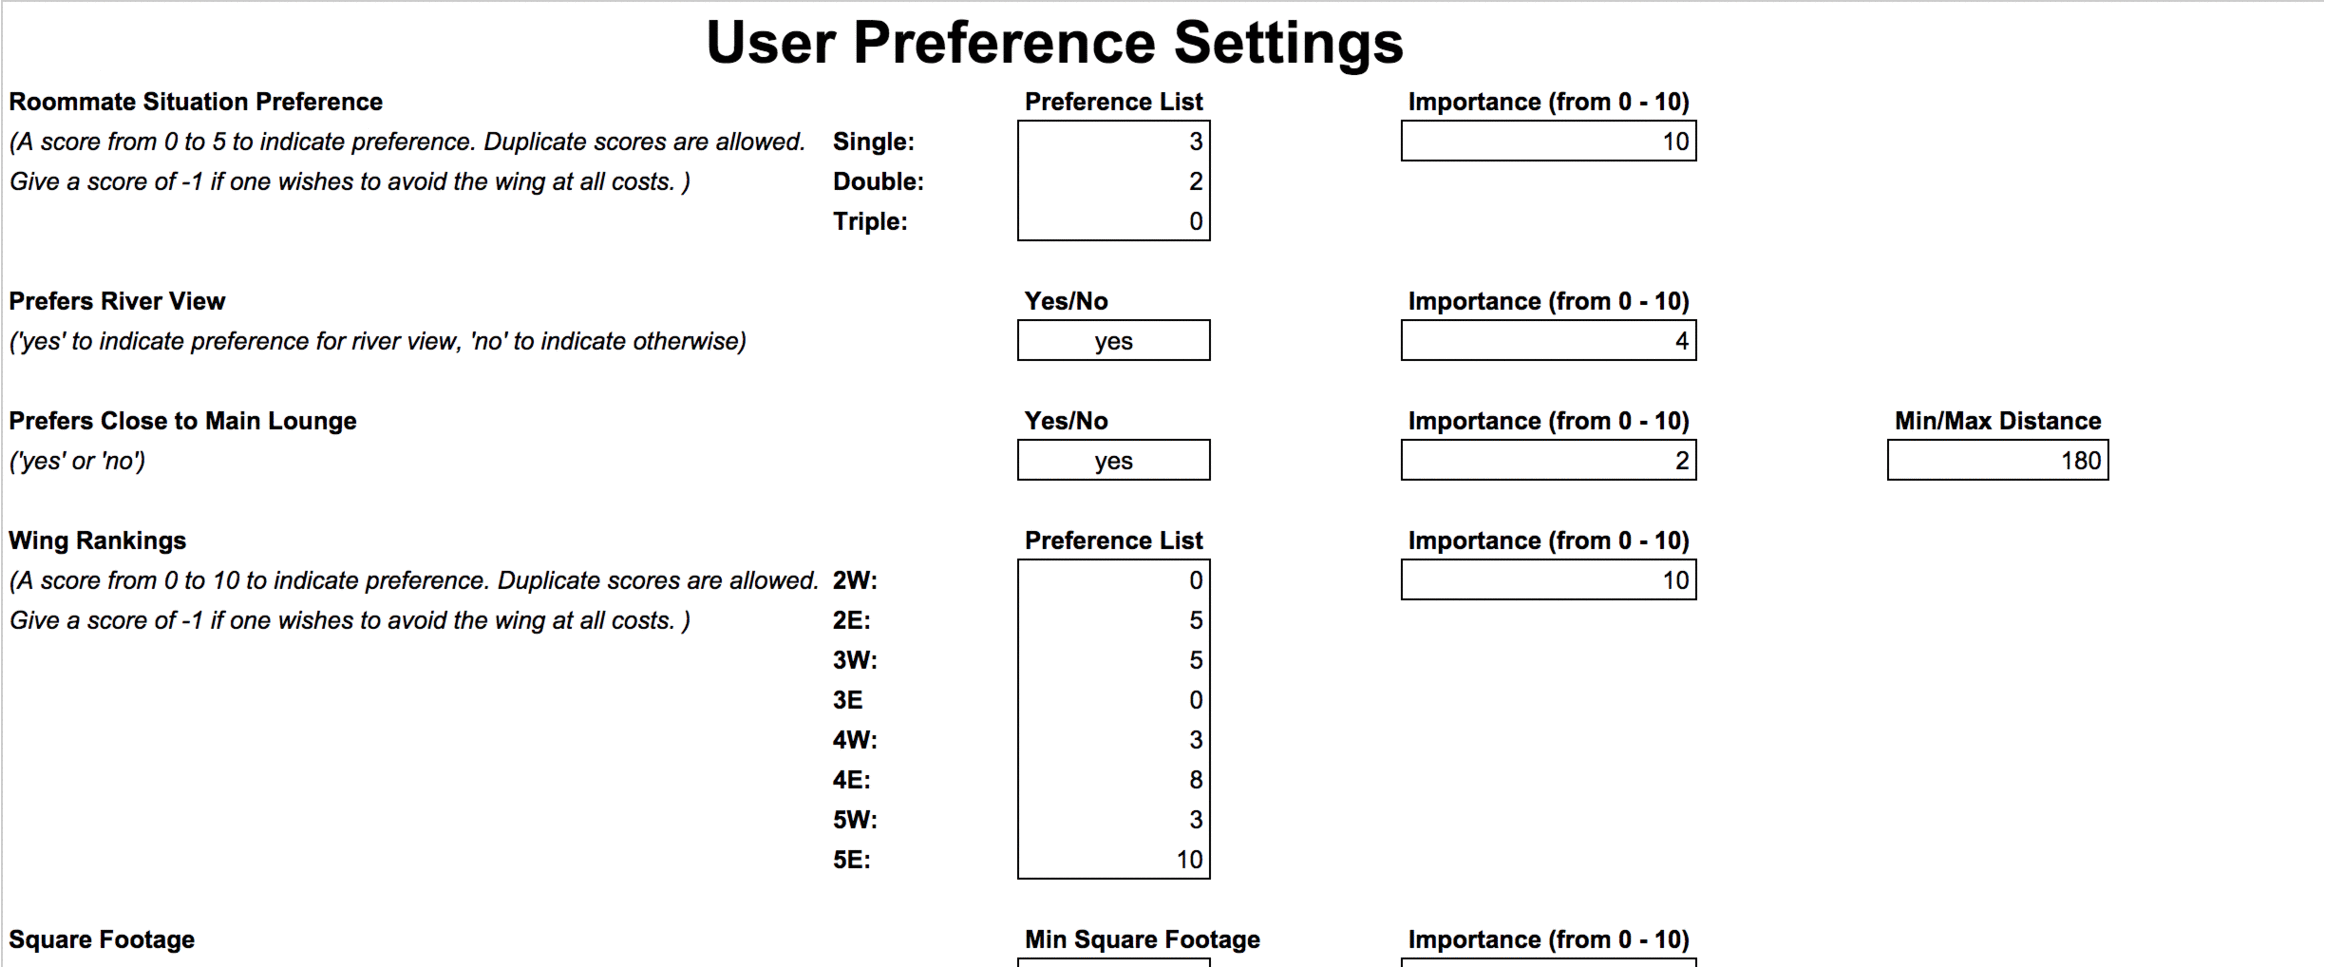 User Preference Settings
Roommate Situation Preference Preference List Importance (from 0 - 10)
(A score from 0 to 5 to indicate preference. Duplicate scores are allowed. Single: 3 10
Give a score of -1 if one wishes to avoid the wing at all costs. ) Double: 2
Triple: 0
Prefers River View Yes/No Importance (from 0 - 10)
('yes' to indicate preference for river view, 'no' to indicate otherwise) yes 4
Prefers Close to Main Lounge Yes/No Importance (from 0 - 10) Min/Max Distance
('yes' or 'no') yes 2 180
Wing Rankings Preference List Importance (from 0 - 10)
(A score from 0 to 10 to indicate preference. Duplicate scores are allowed. 2W: 0 10
Give a score of -1 if one wishes to avoid the wing at all costs. ) 2E: 5
3W: 5
3E 0
4W: 3
4E: 8
5W: 3
5E: 10
Square Footage Min Square Footage Importance (from 0 - 10)